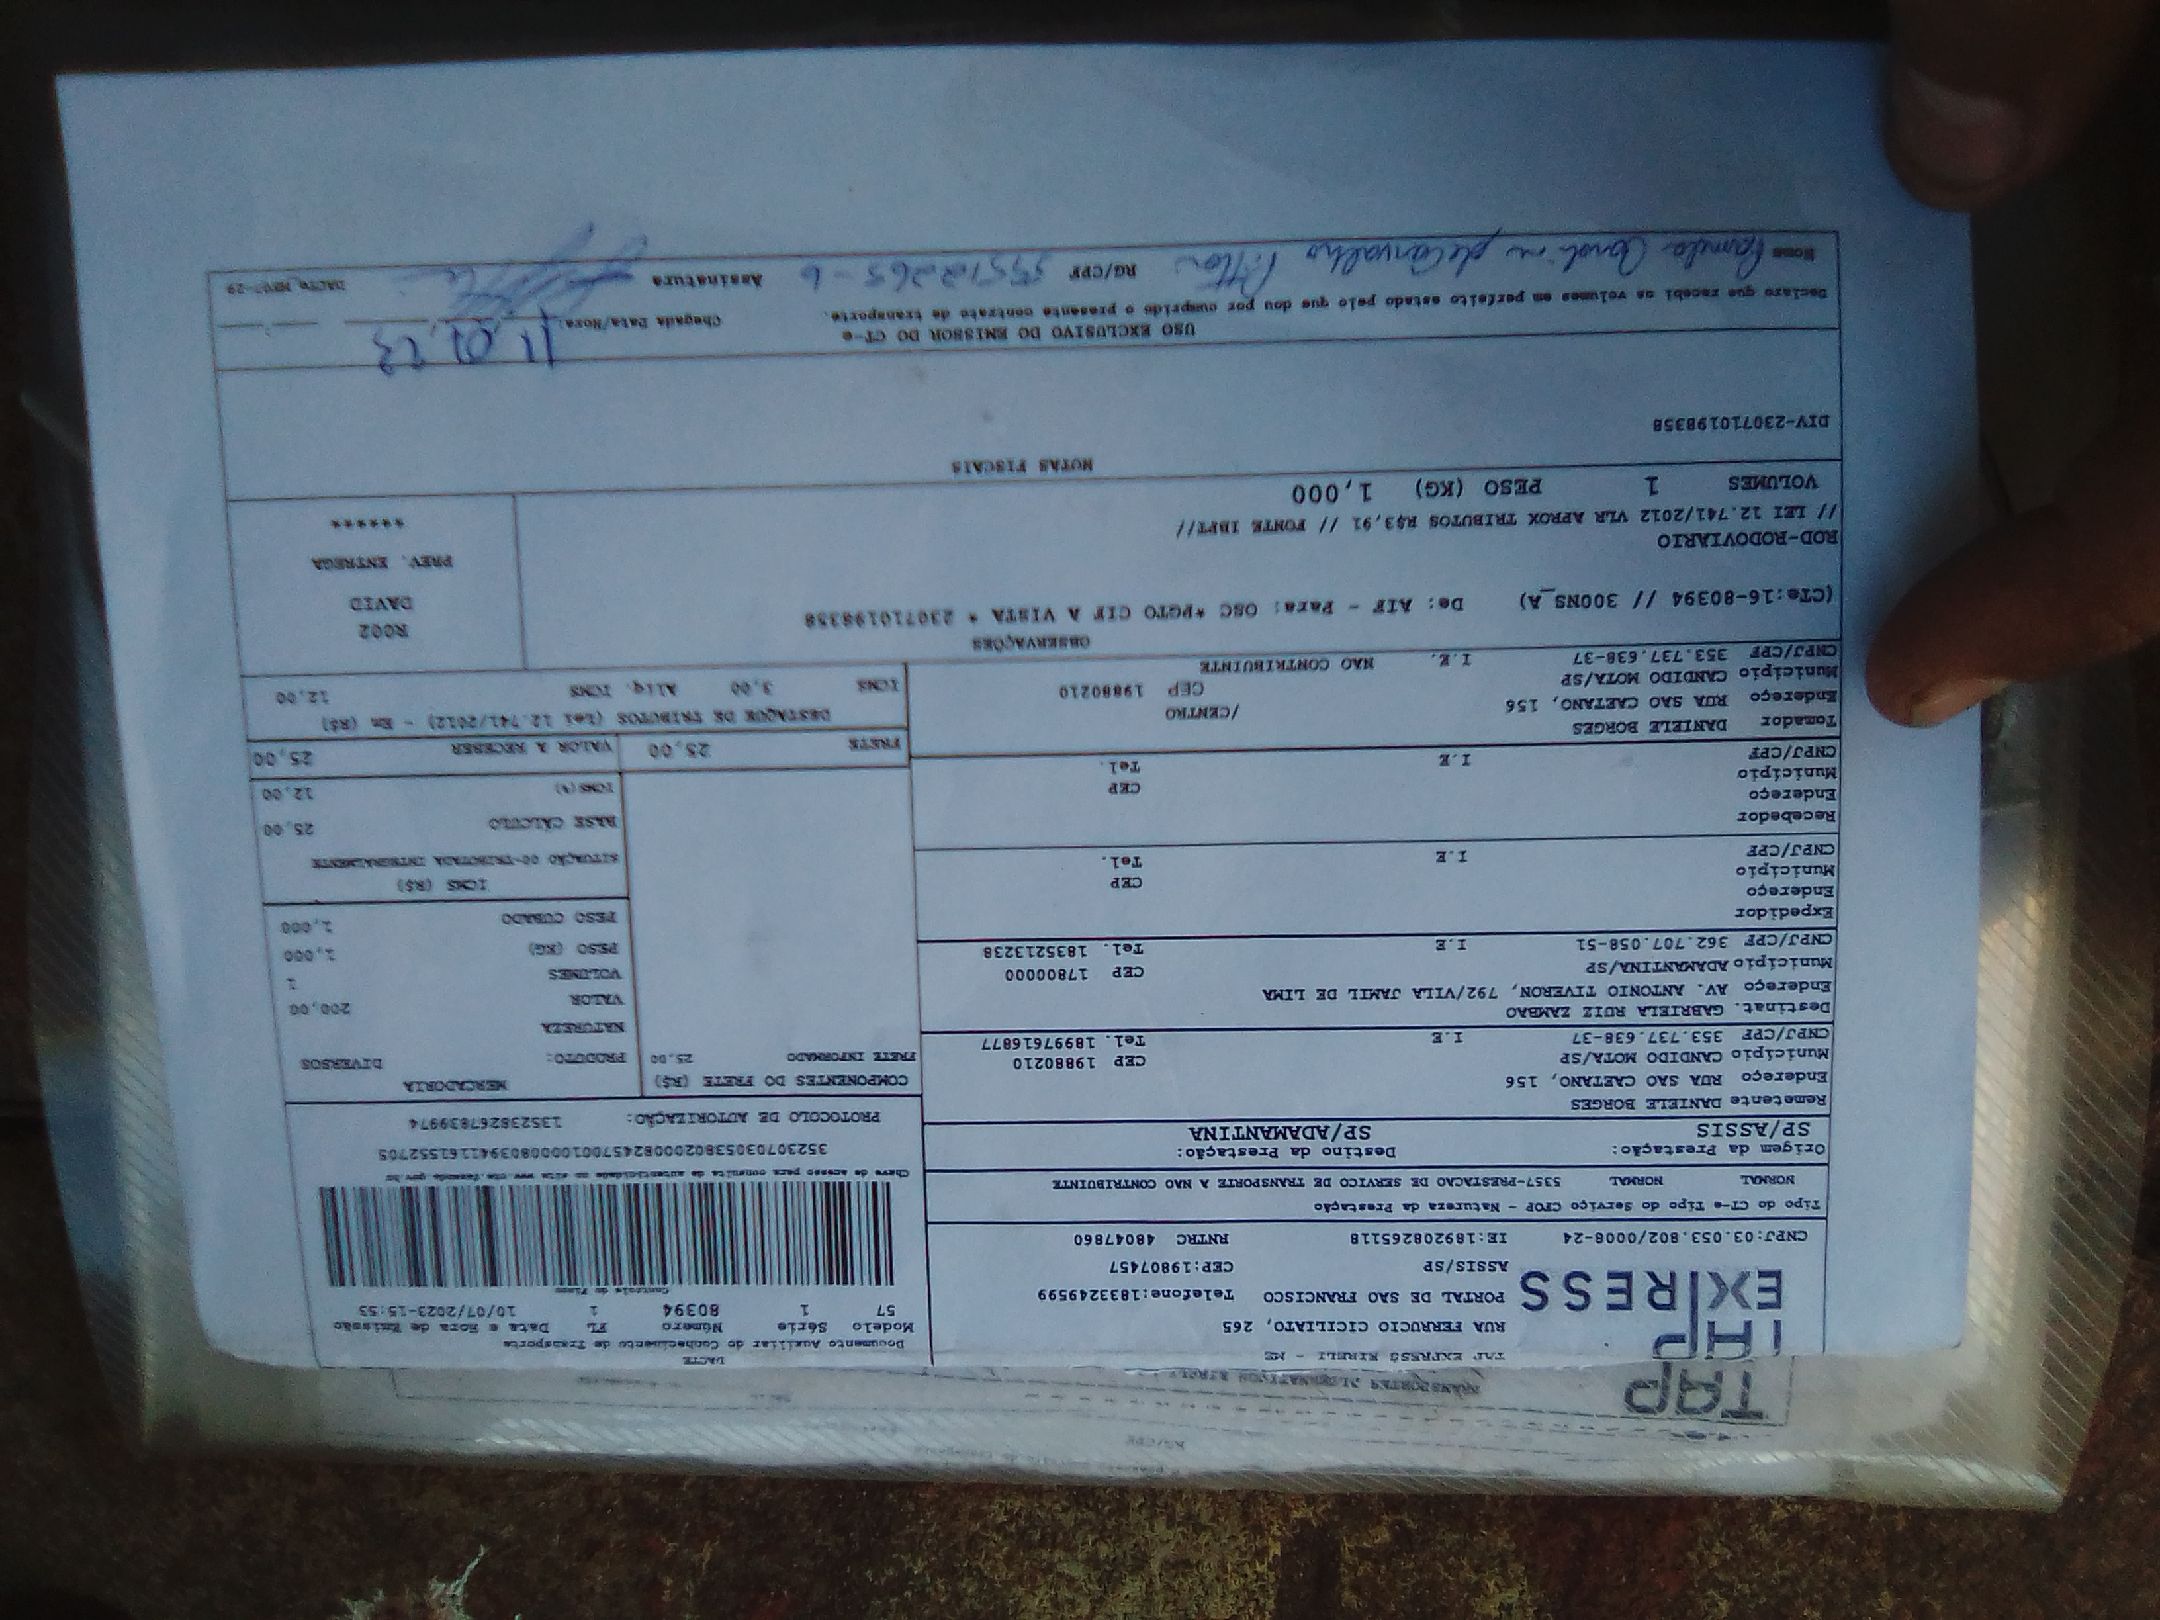 TAP
EXPRESS
TAP EXPRESS EIRELI - ME
RUA FERRUCIO CICILIATO, 265
PORTAL DE SAO FRANCISCO Telefone:1833249599
ASSIS/SP CEP:19807457
CNPJ:03.053.802/0008-24 IE:189208265118 RNTRC 48047860
DACTE
Documento Auxiliar do Conhecimento de Transporte
Modelo Série Número FL Data e Hora de Emissão
57 1 80394 1 10/07/2023-15:53
Controle do Fisco
Chave de acesso para consulta de autenticidade no site www.cte.fazenda.gov.br
35230703053802000824570010000803941161552705
PROTOCOLO DE AUTORIZAÇÃO: 135238267839974
Tipo do CT-e Tipo do Serviço CFOP - Natureza da Prestação
NORMAL NORMAL 5357-PRESTACAO DE SERVICO DE TRANSPORTE A NAO CONTRIBUINTE
Origem da Prestação: Destino da Prestação:
SP/ASSIS SP/ADAMANTINA
Remetente DANIELE BORGES
Endereço RUA SAO CAETANO, 156
Município CANDIDO MOTA/SP CEP 19880210
CNPJ/CPF 353.737.638-37 I.E Tel. 18997616877
Destinat. GABRIELA RUIZ ZAMBAO
Endereço AV. ANTONIO TIVERON, 792/VILA JAMIL DE LIMA
Município ADAMANTINA/SP CEP 17800000
CNPJ/CPF 362.707.058-51 I.E Tel. 1835213238
Expedidor
Endereço
Município CEP
CNPJ/CPF I.E Tel.
Recebedor
Endereço
Município CEP
CNPJ/CPF I.E Tel.
Tomador DANIELE BORGES
Endereço RUA SAO CAETANO, 156 /CENTRO
Município CANDIDO MOTA/SP CEP 19880210
CNPJ/CPF 353.737.638-37 I.E. NAO CONTRIBUINTE
COMPONENTES DO FRETE (R$)
FRETE INFORMADO 25,00
MERCADORIA
PRODUTO: DIVERSOS
NATUREZA
VALOR 200,00
VOLUMES 1
PESO (KG) 1,000
PESO CUBADO 1,000
ICMS (R$)
SITUAÇÃO 00-TRIBUTADA INTEGRALMENTE
BASE CÁLCULO 25,00
ICMS(%) 12,00
FRETE 25,00 VALOR A RECEBER 25,00
DESTAQUE DE TRIBUTOS (Lei 12.741/2012) - Em (R$)
ICMS 3,00 Aliq. ICMS 12,00
OBSERVAÇÕES
(CTe:16-80394 // 300NS_A) De: AIF - Para: OSC *PGTO CIF A VISTA * 230710198358
ROD-RODOVIARIO
// LEI 12.741/2012 VLR APROX TRIBUTOS R$3,91 // FONTE IBPT//
VOLUMES 1 PESO (KG) 1,000
R002
DAVID
PREV. ENTREGA
******
NOTAS FISCAIS
DIV-230710198358
USO EXCLUSIVO DO EMISSOR DO CT-e
Declaro que recebi os volumes em perfeito estado pelo que dou por cumprido o presente contrato de transporte.
Chegada Data/Hora:
Nome RG/CPF 55512265-6 Assinatura
DACTe